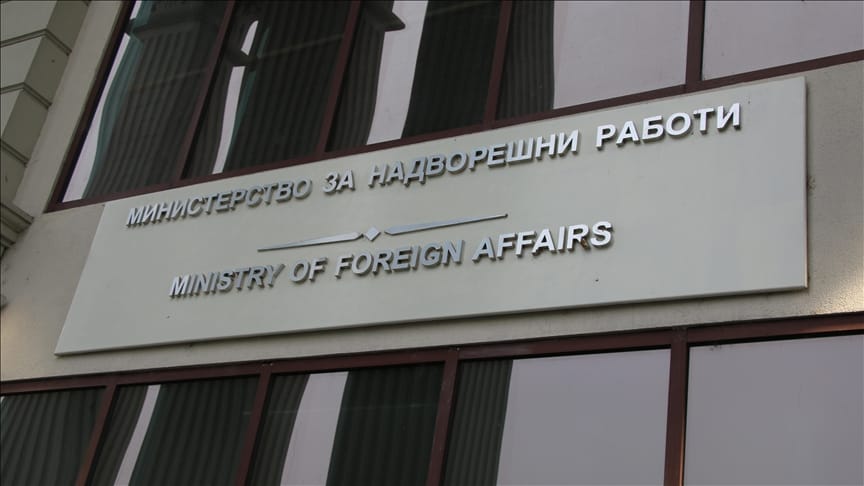 МИНИСТЕРСТВО ЗА НАДВОРЕШНИ РАБОТИ
MINISTRY OF FOREIGN AFFAIRS